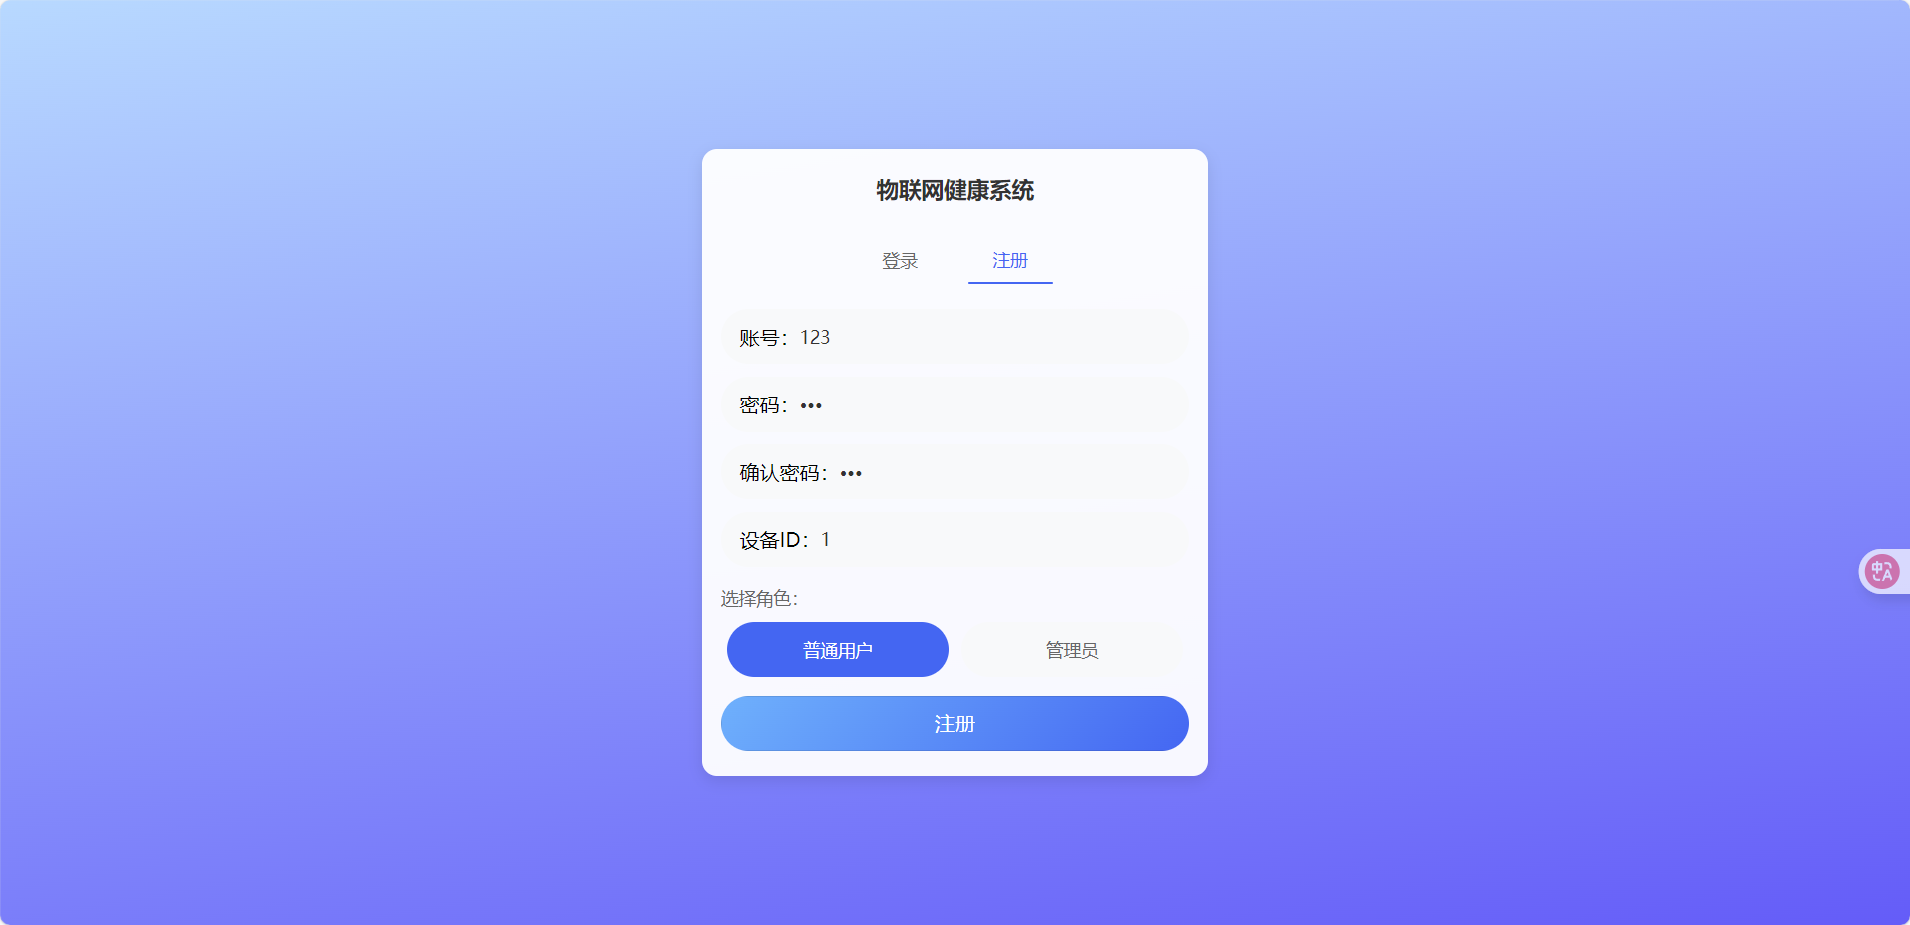 物联网健康系统
登录 注册
账号：123
密码：•••
确认密码：•••
设备ID：1
选择角色：
普通用户 管理员
注册
中A